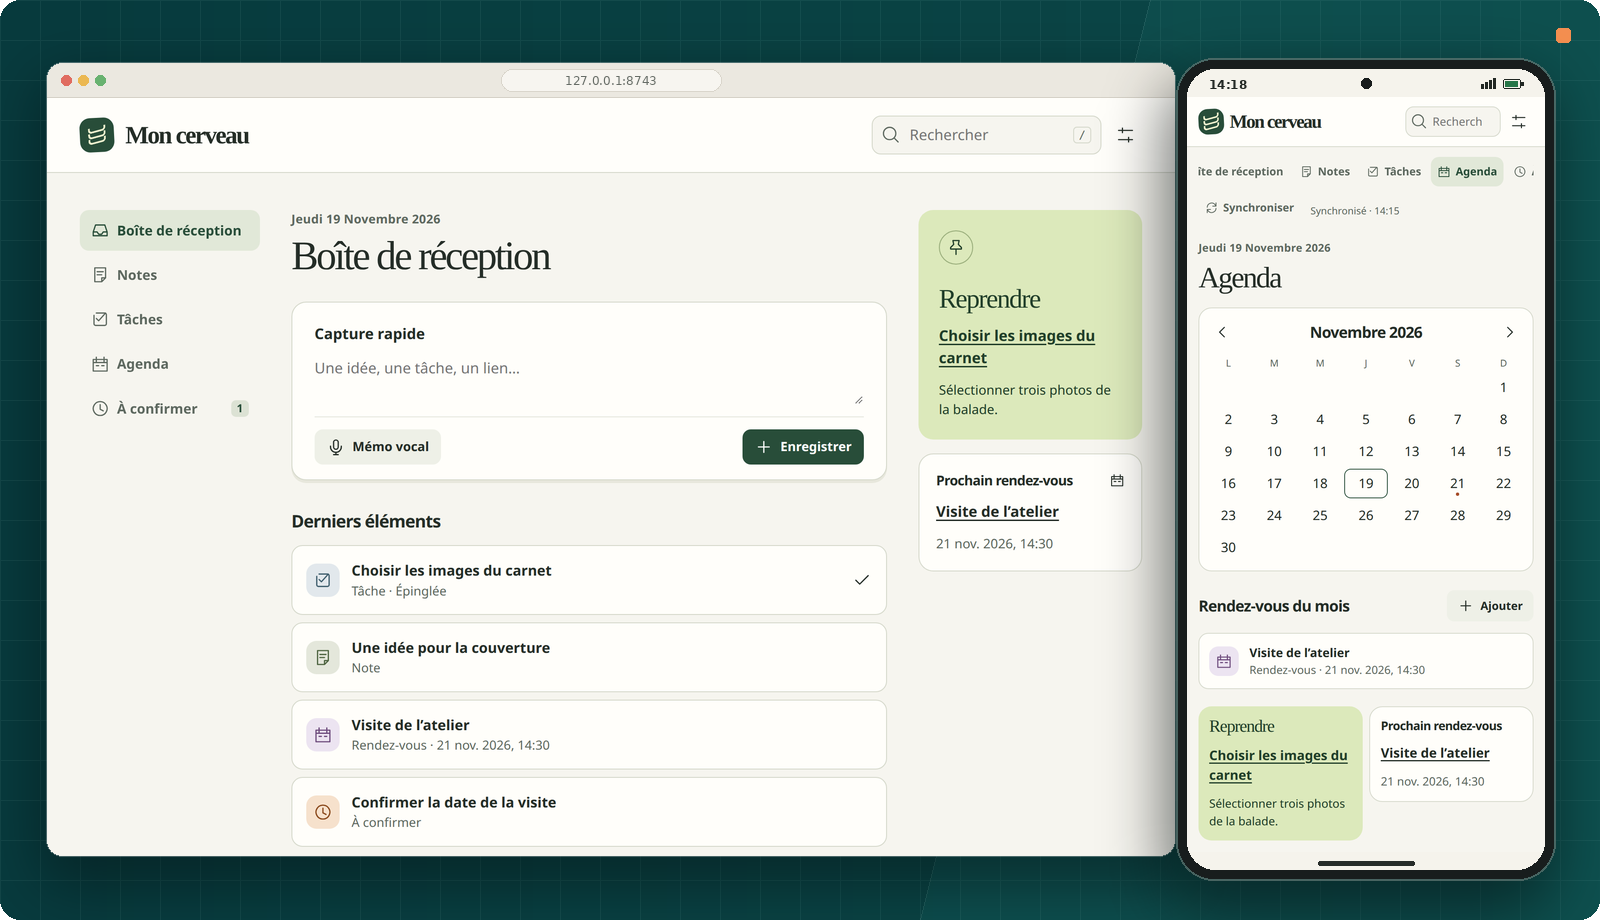 127.0.0.1:8743
Mon cerveau
Rechercher
/
Boîte de réception
Notes
Tâches
Agenda
À confirmer
1
Jeudi 19 Novembre 2026
Boîte de réception
Capture rapide
Une idée, une tâche, un lien...
Mémo vocal
Enregistrer
Derniers éléments
Choisir les images du carnet
Tâche · Épinglée
Une idée pour la couverture
Note
Visite de l’atelier
Rendez-vous · 21 nov. 2026, 14:30
Confirmer la date de la visite
À confirmer
Reprendre
Choisir les images du
carnet
Sélectionner trois photos de
la balade.
Prochain rendez-vous
Visite de l’atelier
21 nov. 2026, 14:30
14:18
Mon cerveau
Recherch
îte de réception
Notes
Tâches
Agenda
Synchroniser
Synchronisé · 14:15
Jeudi 19 Novembre 2026
Agenda
Novembre 2026
L M M J V S D
1
2 3 4 5 6 7 8
9 10 11 12 13 14 15
16 17 18 19 20 21 22
23 24 25 26 27 28 29
30
Rendez-vous du mois
Ajouter
Visite de l’atelier
Rendez-vous · 21 nov. 2026, 14:30
Reprendre
Choisir les images du
carnet
Sélectionner trois photos
de la balade.
Prochain rendez-vous
Visite de l’atelier
21 nov. 2026, 14:30